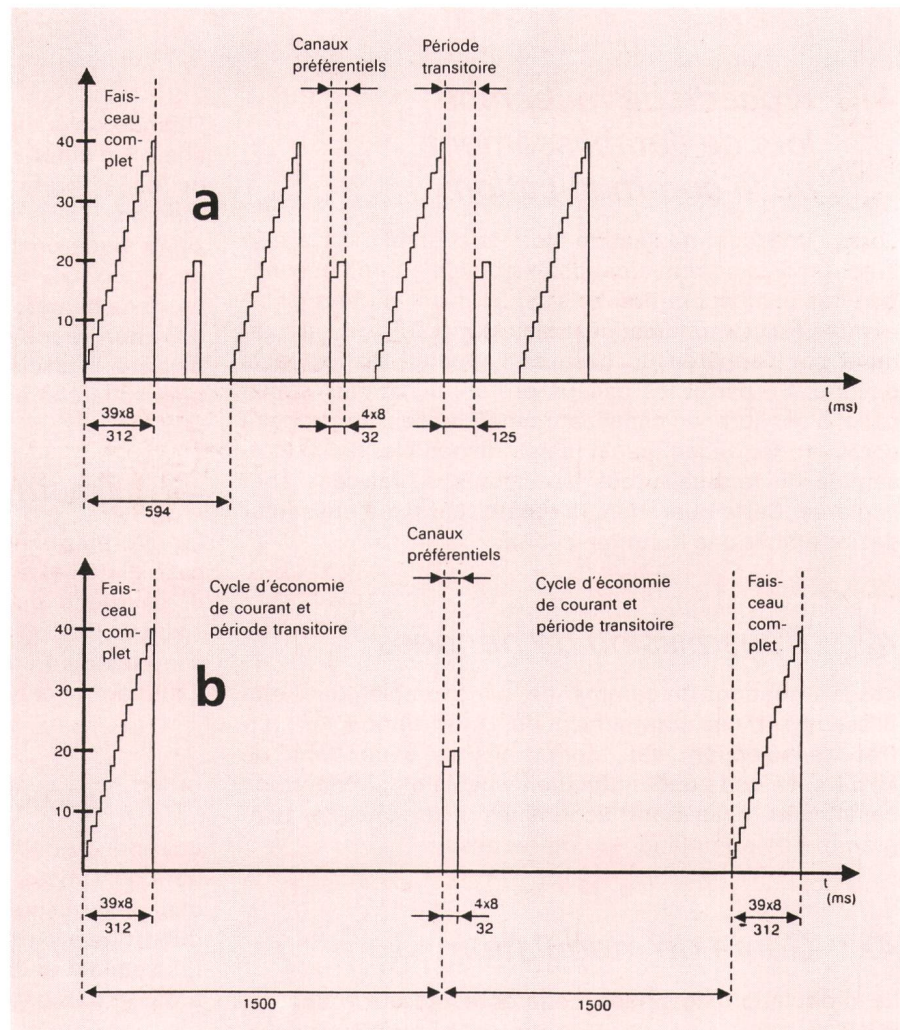 Canaux
préférentiels
Période
transitoire
Fais-
ceau
com-
plet
40
30
20
10
a
(ms)
39x8
312
4x8
32
125
594
Canaux
préférentiels
Fais-
ceau
com-
plet
Cycle d'économie
de courant et
période transitoire
Cycle d'économie
de courant et
période transitoire
Fais-
ceau
com-
plet
40
30
20
10
b
t
(ms)
39x8
312
4x8
32
39x8
312
1500
1500